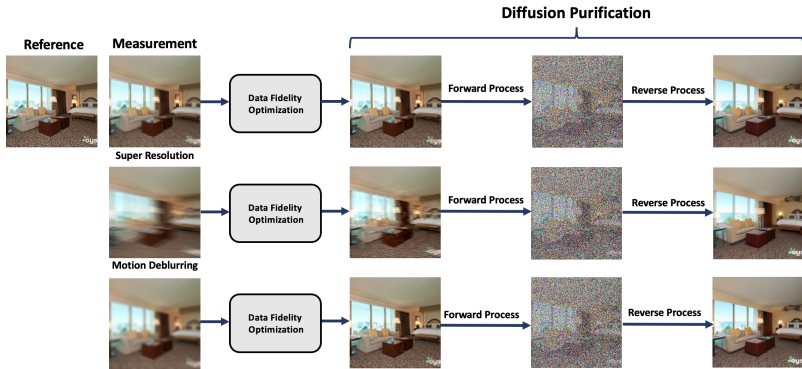 Diffusion Purification
Reference
Measurement
Data Fidelity
Optimization
Forward Process
Reverse Process
Super Resolution
Data Fidelity
Optimization
Forward Process
Reverse Process
Motion Deblurring
Data Fidelity
Optimization
Forward Process
Reverse Process